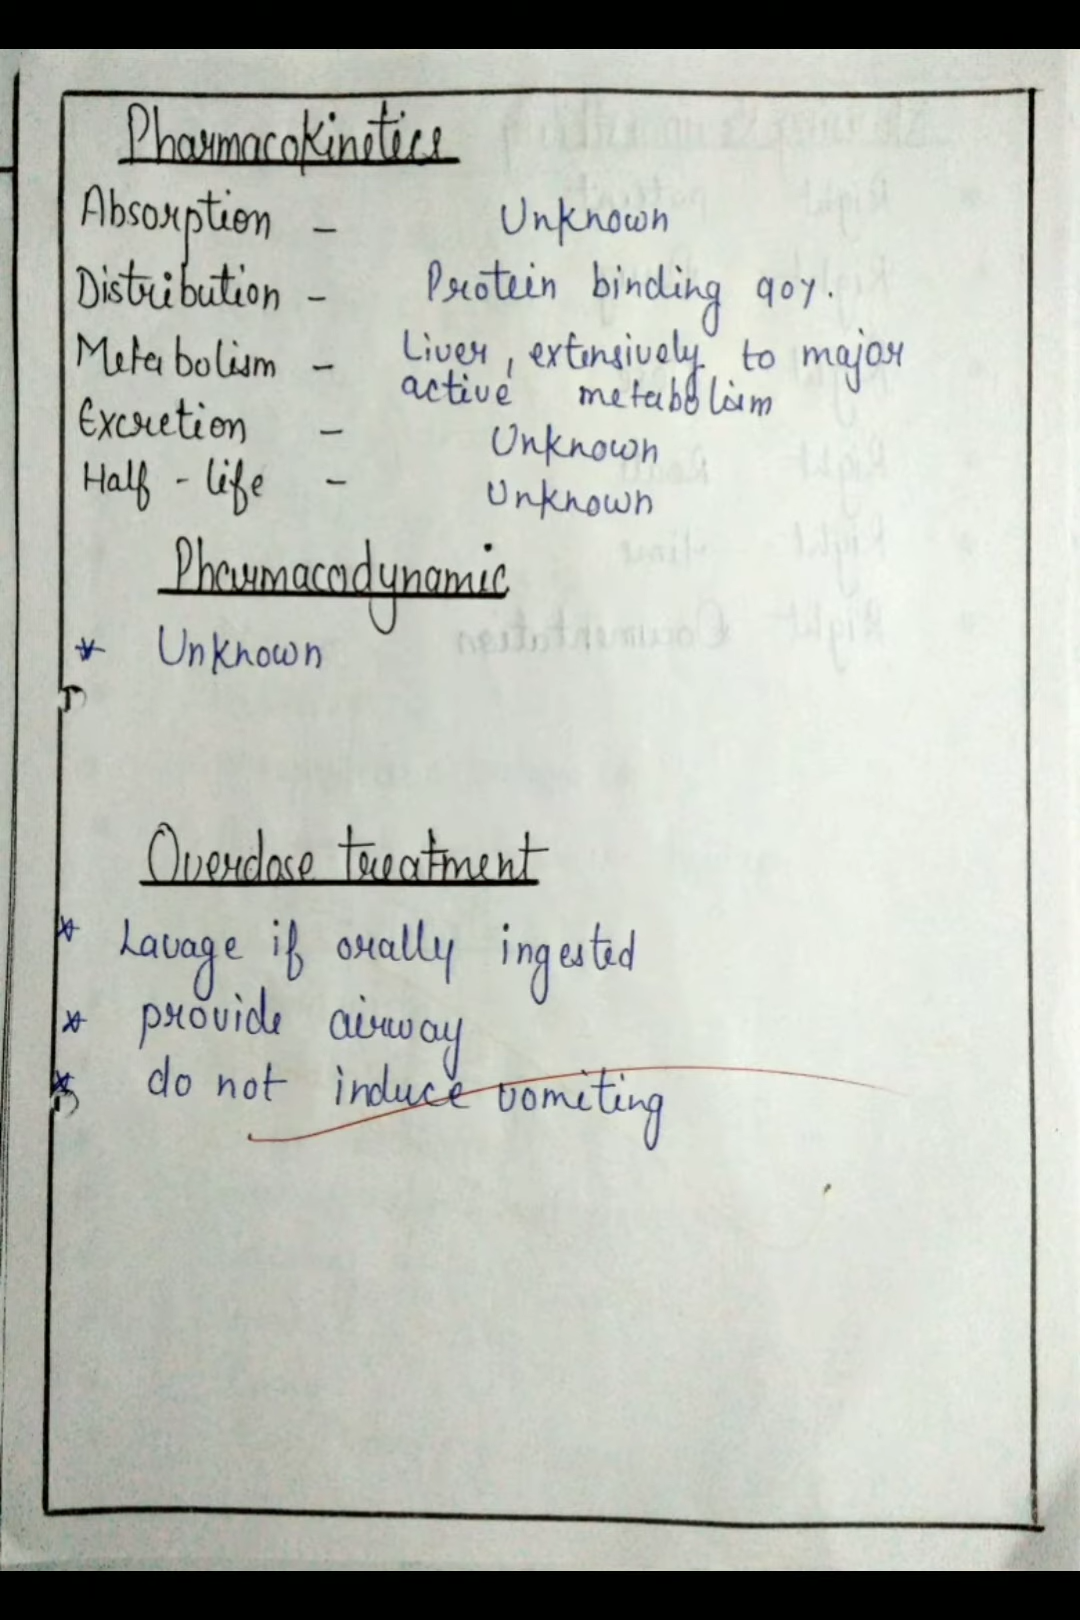 Pharmacokinetics
Absorption - Unknown
Distribution - Protein binding 90%.
Metabolism - Liver, extensively to major
active metabolism
Excretion - Unknown
Half - life - Unknown
Pharmacodynamic
* Unknown
Overdose treatment
* Lavage if orally ingested
* provide airway
* do not induce vomiting